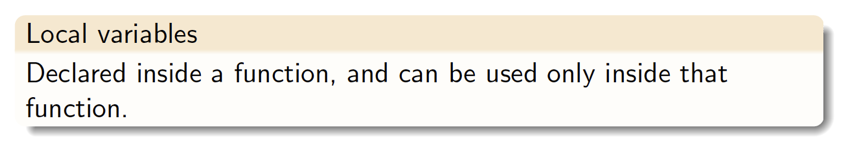 Local variables
Declared inside a function, and can be used only inside that
function.